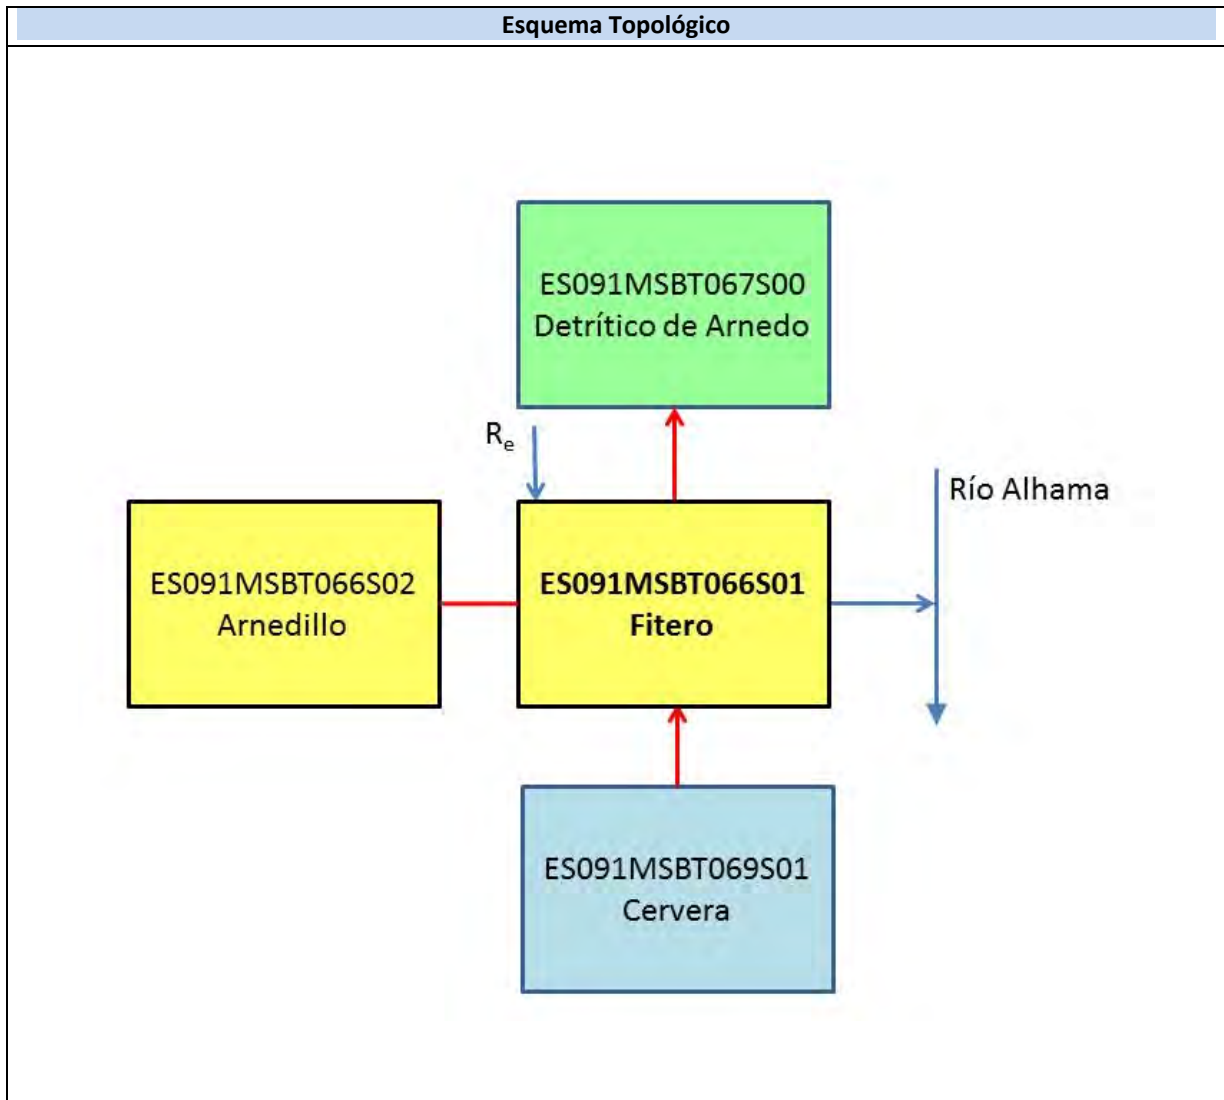 Esquema Topológico
ES091MSBT067S00
Detrítico de Arnedo
Re
Río Alhama
ES091MSBT066S02
Arnedillo
ES091MSBT066S01
Fitero
ES091MSBT069S01
Cervera